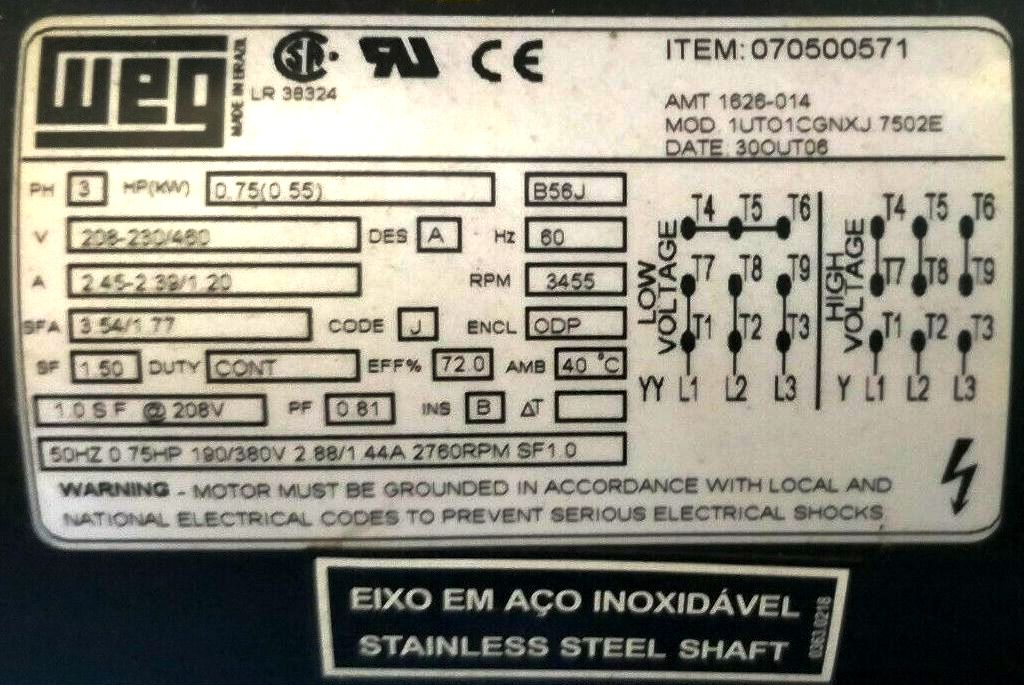 WEG
MADE IN BRAZIL
LR 38324
ITEM: 070500571
AMT 1626-014
MOD. 1UTO1CGNXJ 7502E
DATE 30OUT06
PH 3 HP(KW) 0.75(0.55) B56J
V 208-230/460 DES A Hz 60
A 2.45-2.39/1.20 RPM 3455
SFA 3.54/1.77 CODE J ENCL ODP
SF 1.50 DUTY CONT EFF% 72.0 AMB 40 °C
1.0 S F @ 208V PF 0.81 INS B ΔT
50HZ 0.75HP 190/380V 2.88/1.44A 2760RPM SF1.0
LOW VOLTAGE
T4 T5 T6
T7 T8 T9
T1 T2 T3
YY L1 L2 L3
HIGH VOLTAGE
T4 T5 T6
T7 T8 T9
T1 T2 T3
Y L1 L2 L3
WARNING - MOTOR MUST BE GROUNDED IN ACCORDANCE WITH LOCAL AND
NATIONAL ELECTRICAL CODES TO PREVENT SERIOUS ELECTRICAL SHOCKS
EIXO EM AÇO INOXIDÁVEL
STAINLESS STEEL SHAFT
0363.0218